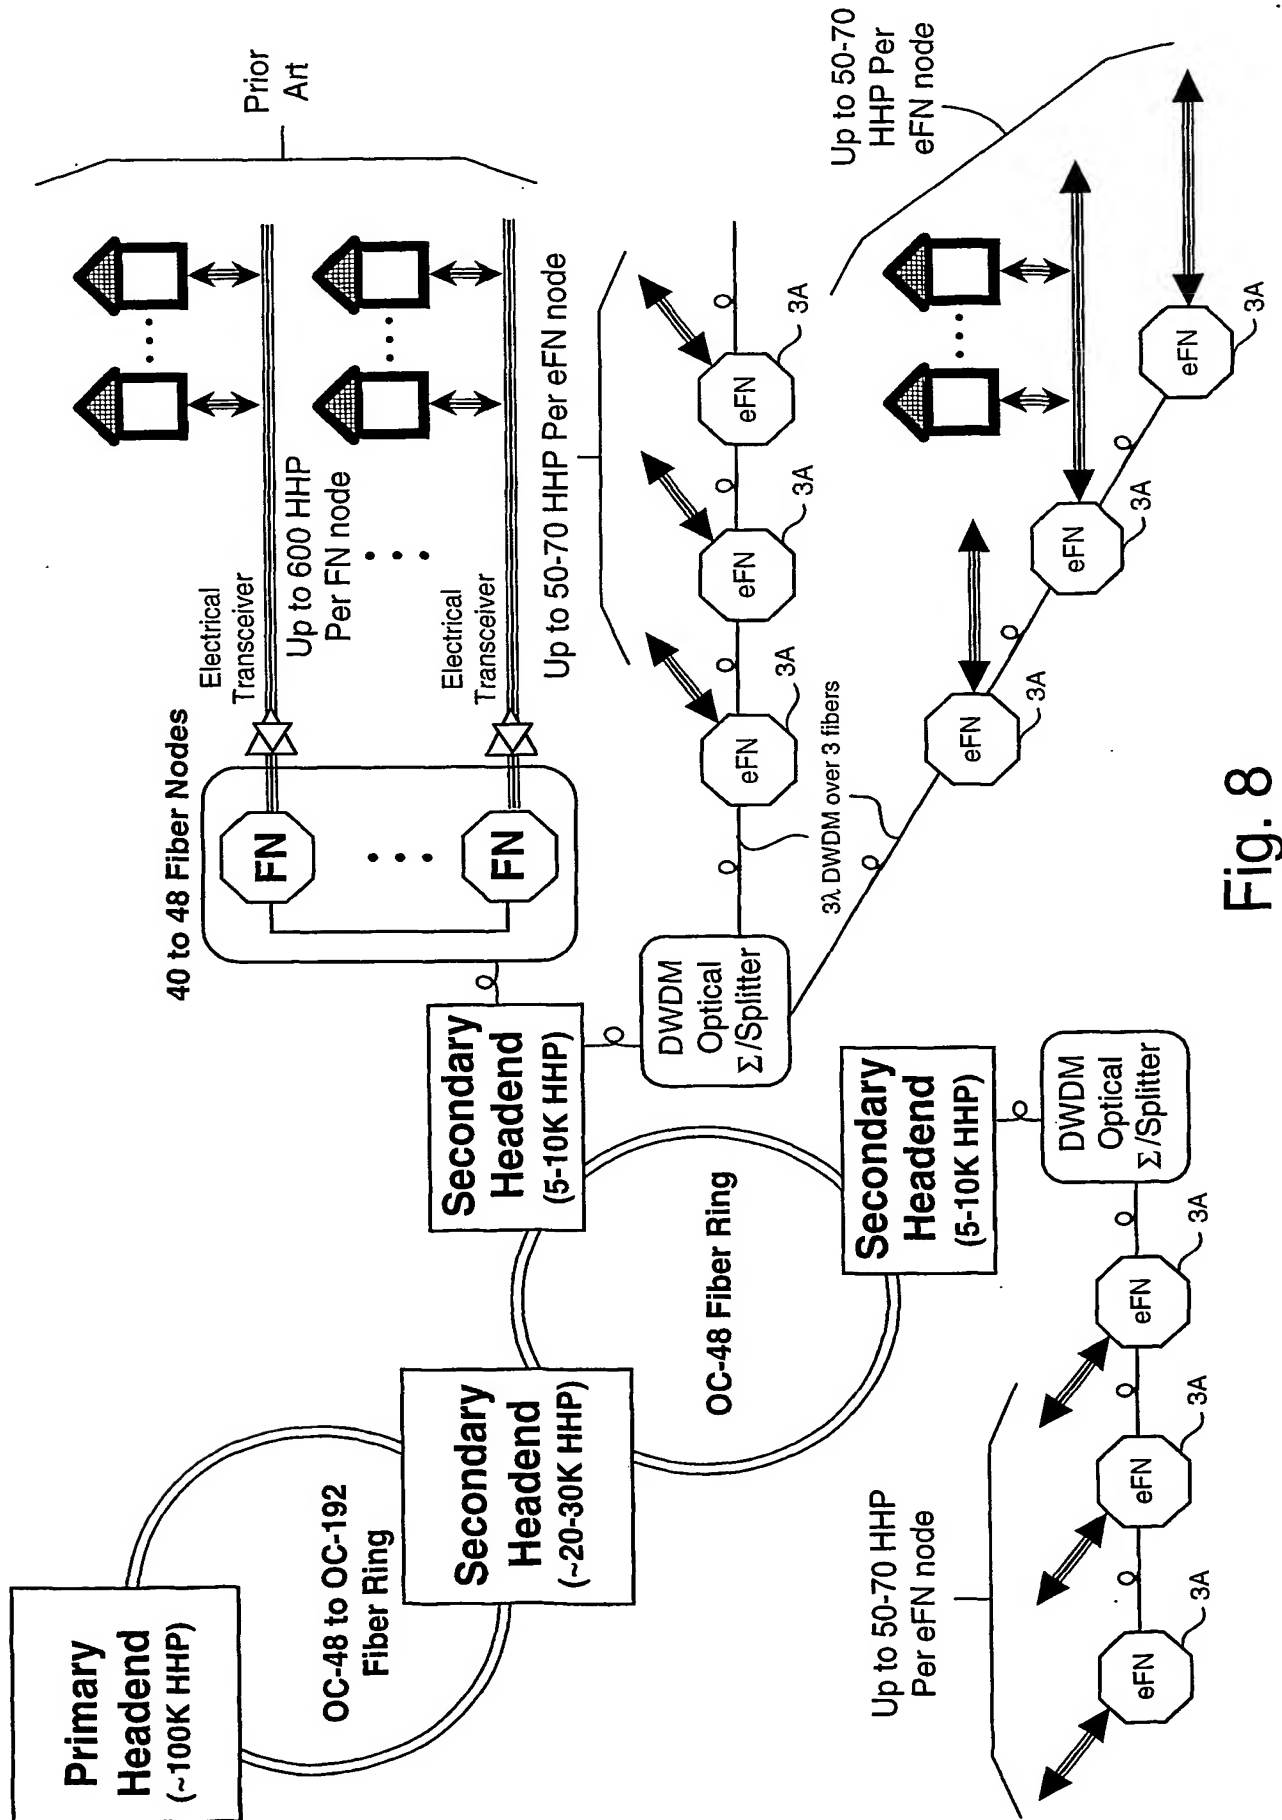 Primary
Headend
(~100K HHP)
OC-48 to OC-192
Fiber Ring
Secondary
Headend
(~20-30K HHP)
OC-48 Fiber Ring
Secondary
Headend
(5-10K HHP)
Secondary
Headend
(5-10K HHP)
40 to 48 Fiber Nodes
FN
FN
Electrical
Transceiver
Up to 600 HHP
Per FN node
Electrical
Transceiver
Prior
Art
DWDM
Optical
Σ/Splitter
3λ DWDM over 3 fibers
Up to 50-70 HHP Per eFN node
eFN
3A
eFN
3A
eFN
3A
Up to 50-70
HHP Per
eFN node
eFN
3A
eFN
3A
eFN
3A
DWDM
Optical
Σ/Splitter
Up to 50-70 HHP
Per eFN node
eFN
3A
eFN
3A
eFN
3A
Fig. 8